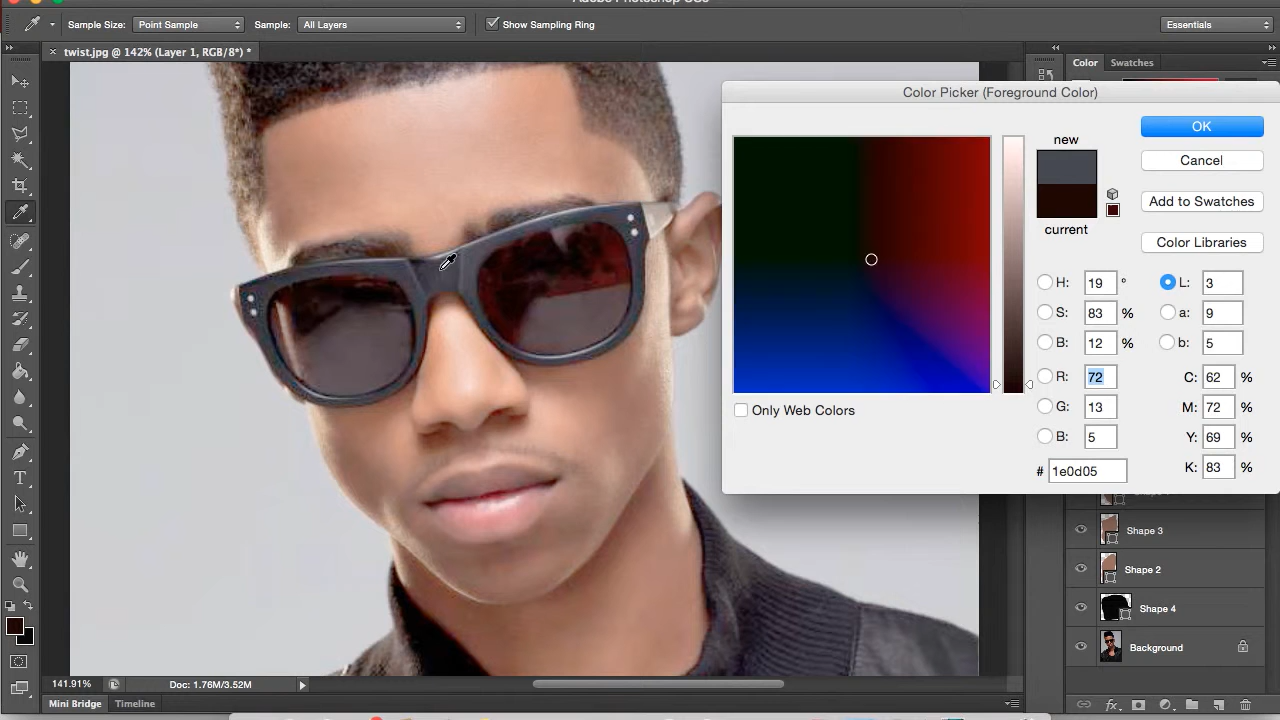 Sample Size: Point Sample Sample: All Layers Show Sampling Ring Essentials
twist.jpg @ 142% (Layer 1, RGB/8*) *
Color Swatches
Color Picker (Foreground Color)
OK
new
Cancel
Add to Swatches
current
Color Libraries
H: 19 ° L: 3
S: 83 % a: 9
B: 12 % b: 5
R: 72 C: 62 %
G: 13 M: 72 %
B: 5 Y: 69 %
K: 83 %
Only Web Colors
# 1e0d05
Shape 3
Shape 2
Shape 4
Background
141.91% Doc: 1.76M/3.52M
Mini Bridge Timeline
fx